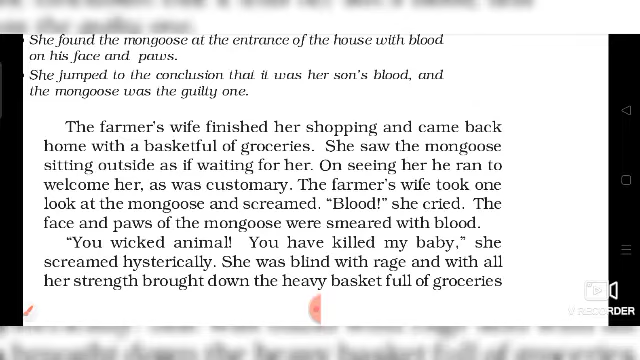 She found the mongoose at the entrance of the house with blood
on his face and paws.
She jumped to the conclusion that it was her son's blood, and
the mongoose was the guilty one.
The farmer's wife finished her shopping and came back
home with a basketful of groceries. She saw the mongoose
sitting outside as if waiting for her. On seeing her he ran to
welcome her, as was customary. The farmer's wife took one
look at the mongoose and screamed. “Blood!” she cried. The
face and paws of the mongoose were smeared with blood.
“You wicked animal! You have killed my baby,” she
screamed hysterically. She was blind with rage and with all
her strength brought down the heavy basket full of groceries
V RECORDER